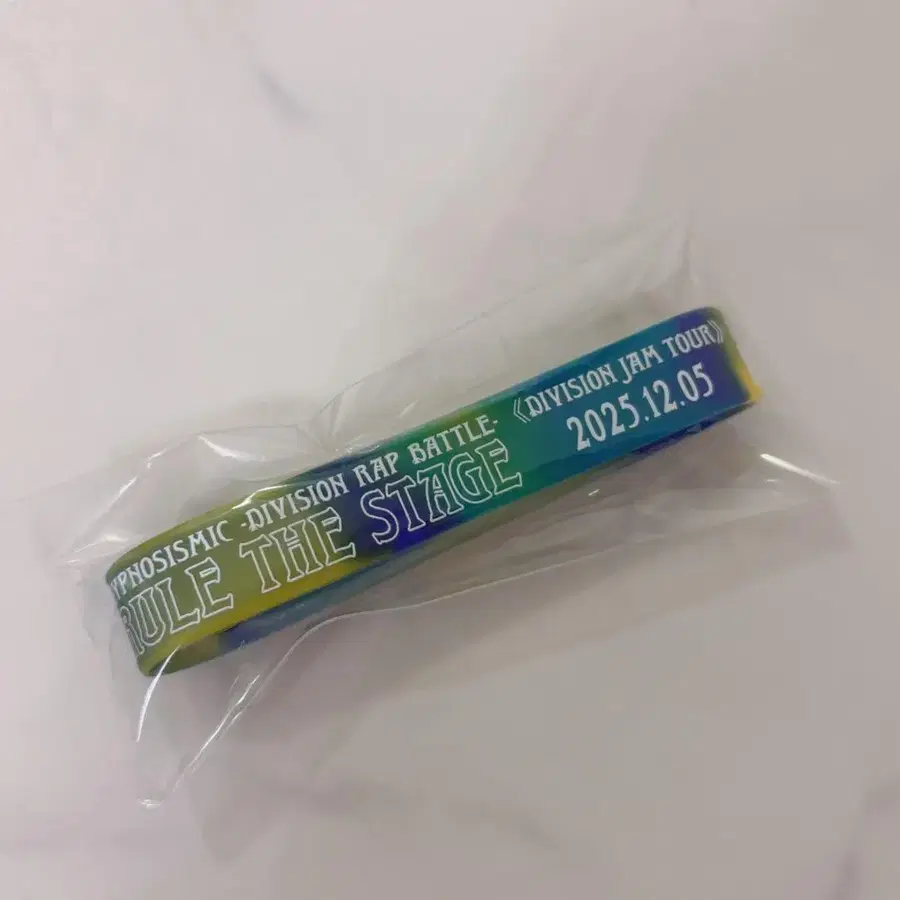 YPNOSISMIC -DIVISION RAP BATTLE-
RULE THE STAGE
《DIVISION JAM TOUR》
2025.12.05